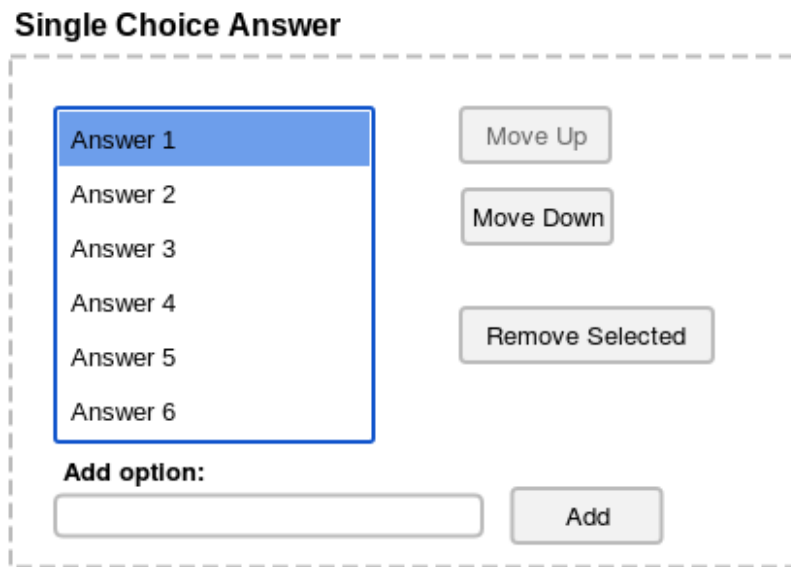 Single Choice Answer
Answer 1
Answer 2
Answer 3
Answer 4
Answer 5
Answer 6
Move Up
Move Down
Remove Selected
Add option:
Add